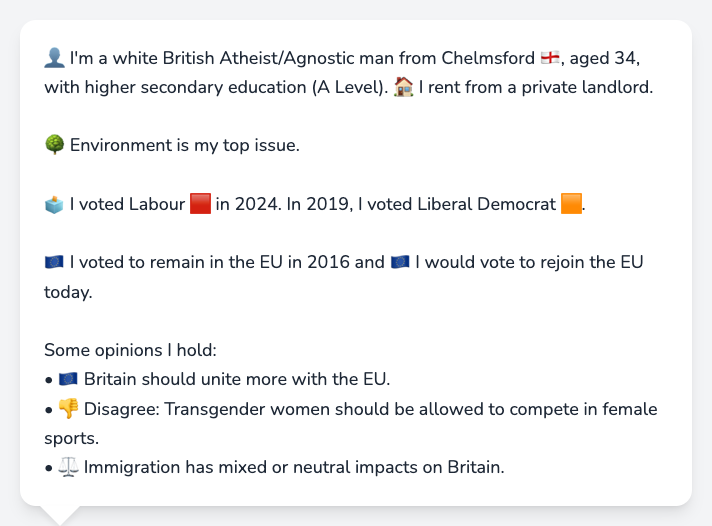 👤 I'm a white British Atheist/Agnostic man from Chelmsford 🏴󠁧󠁢󠁥󠁮󠁧󠁿, aged 34,
with higher secondary education (A Level). 🏠 I rent from a private landlord.
🌳 Environment is my top issue.
🗳️ I voted Labour 🟥 in 2024. In 2019, I voted Liberal Democrat 🟧.
🇪🇺 I voted to remain in the EU in 2016 and 🇪🇺 I would vote to rejoin the EU
today.
Some opinions I hold:
• 🇪🇺 Britain should unite more with the EU.
• 👎 Disagree: Transgender women should be allowed to compete in female
sports.
• ⚖️ Immigration has mixed or neutral impacts on Britain.